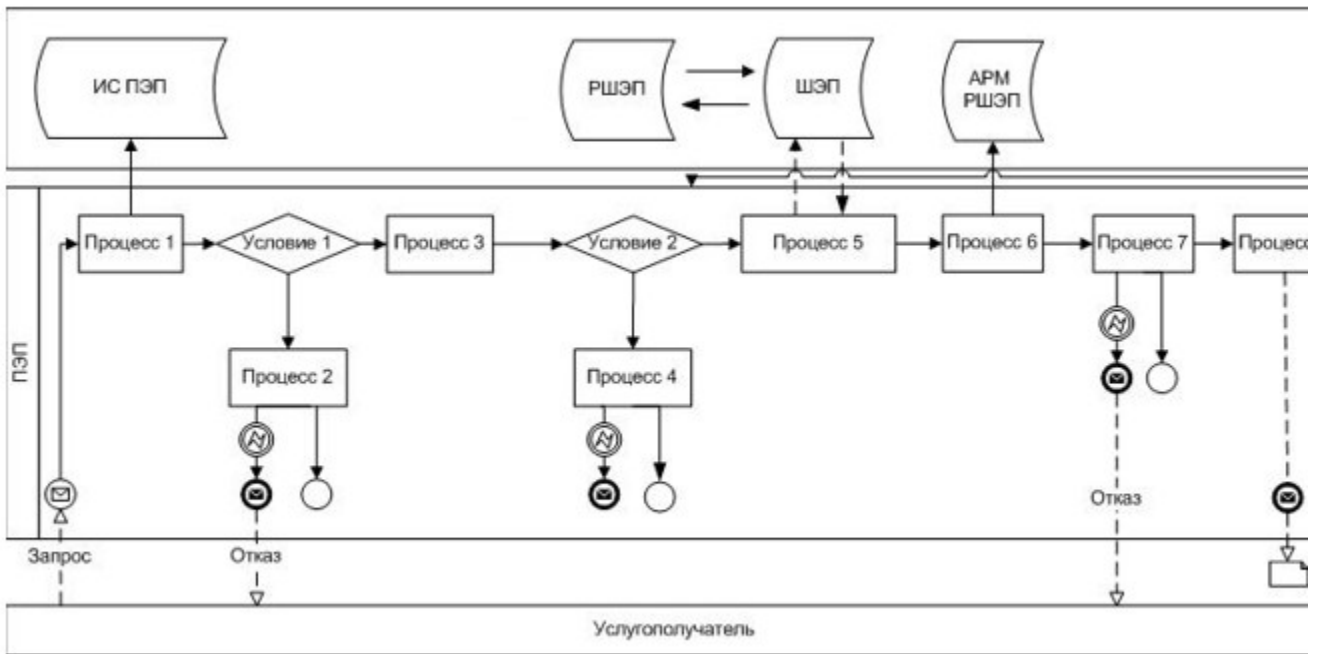 ИС ПЭП
РШЭП
ШЭП
АРМ
РШЭП
ПЭП
Процесс 1
Условие 1
Процесс 3
Условие 2
Процесс 5
Процесс 6
Процесс 7
Процесс
Процесс 2
Процесс 4
Отказ
Запрос
Отказ
Услугополучатель